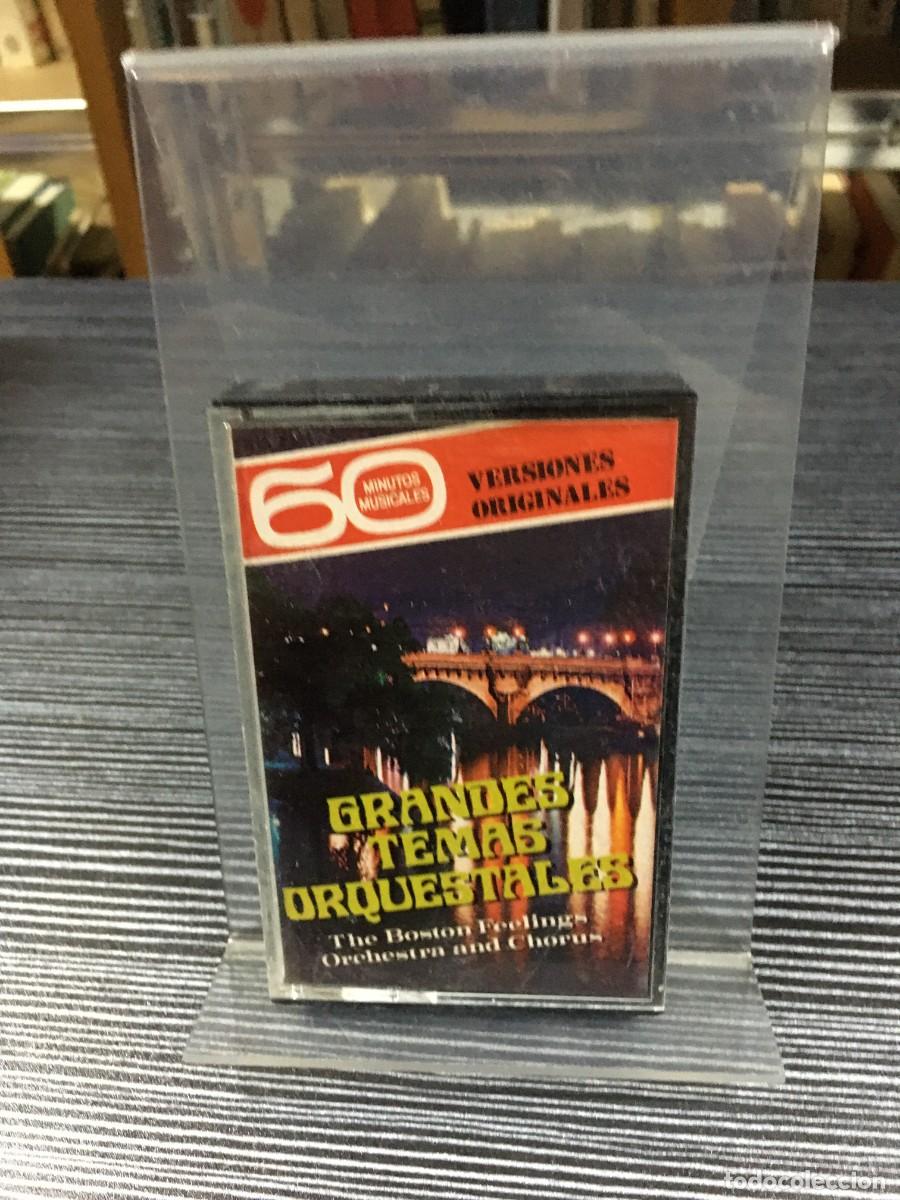 60
MINUTOS
MUSICALES
VERSIONES
ORIGINALES
GRANDES
TEMAS
ORQUESTALES
The Boston Feelings
Orchestra and Chorus
todocoleccion